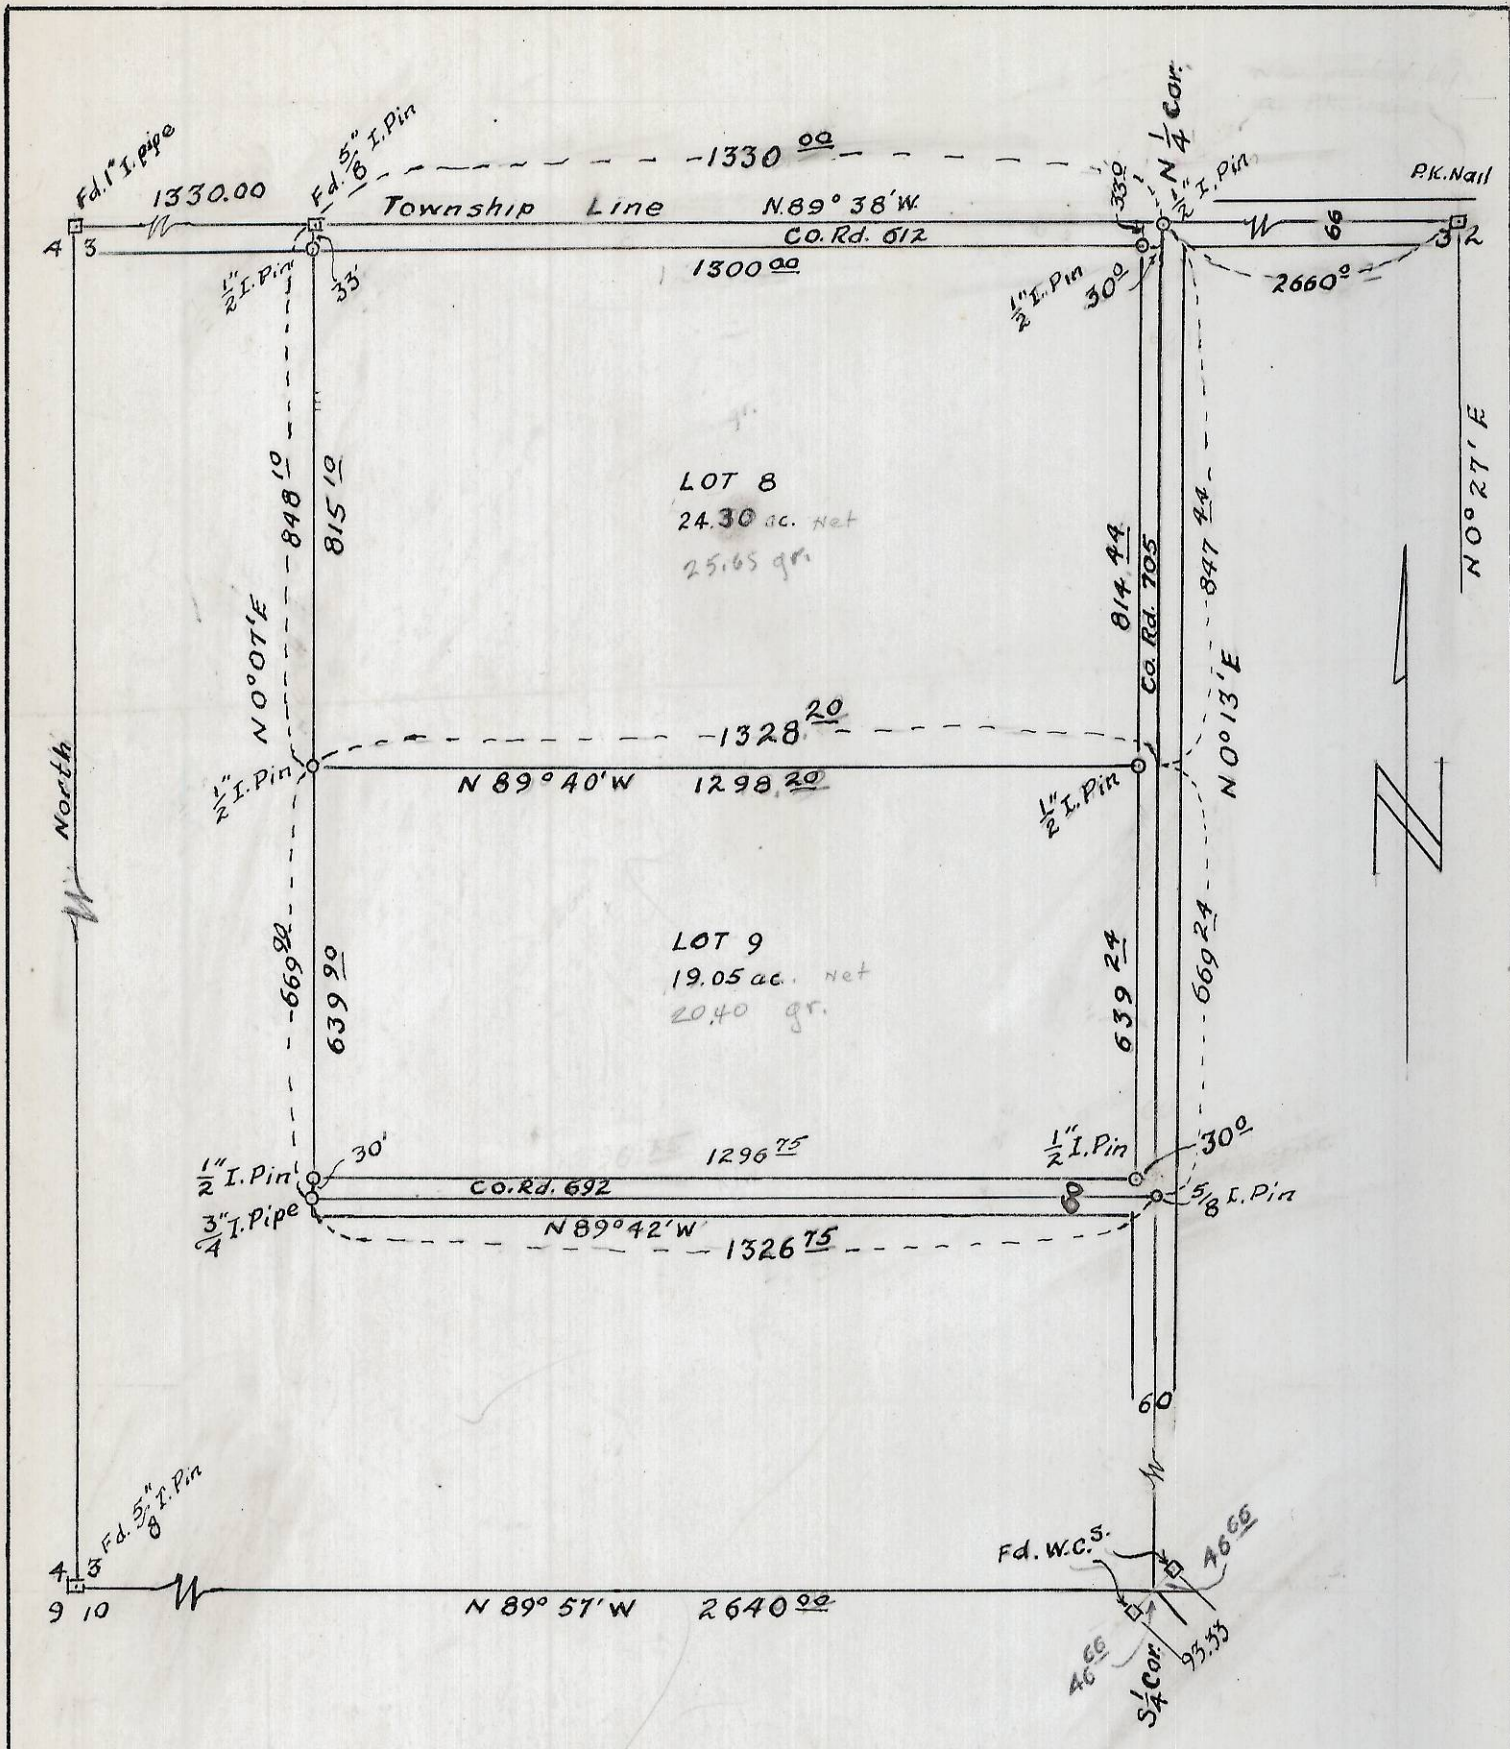 Fd. 1" I. pipe
Fd. 5/8" I. Pin
1330.00
1330 00
N 1/4 Cor.
1/2" I. Pin
P.K. Nail
Township Line N. 89° 38' W.
33.0
66
4 3
3 2
Co. Rd. 612
1300 00
1/2" I. Pin
33'
1/2" I. Pin
30 0
2660 0
848 10
815 10
LOT 8
24.30 ac. Net
25.65 gr.
814.44
Co. Rd. 705
847 44
N 0° 27' E
N 0° 07' E
N 0° 13' E
North
1328 20
1/2" I. Pin
N 89° 40' W 1298.20
1/2" I. Pin
669 90
639 90
LOT 9
19.05 ac. Net
20.40 gr.
639 24
669 24
1/2" I. Pin
30'
1296 75
1/2" I. Pin
30 0
Co. Rd. 692
3/4" I. Pipe
5/8 I. Pin
N 89° 42' W
1326 75
60
Fd. 5/8" I. Pin
Fd. W.C.S.
46 66
4 3
9 10
N 89° 57' W 2640 00
46 66
93.33
S 1/4 Cor.